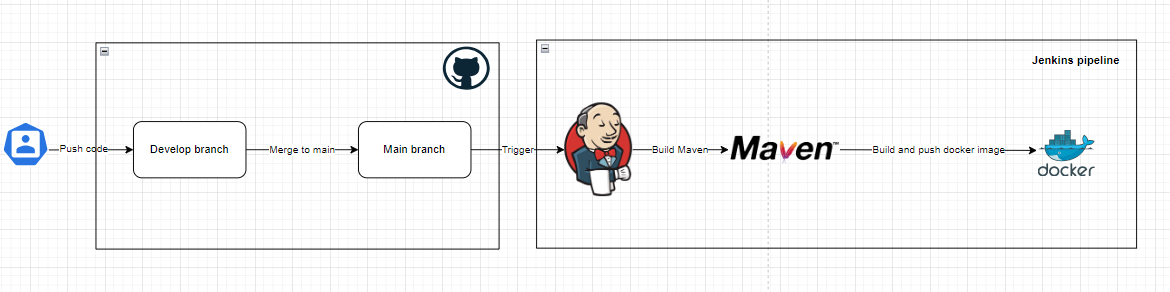 Jenkins pipeline
Push code
Develop branch
Merge to main
Main branch
Trigger
Build Maven
Maven™
Build and push docker image
docker